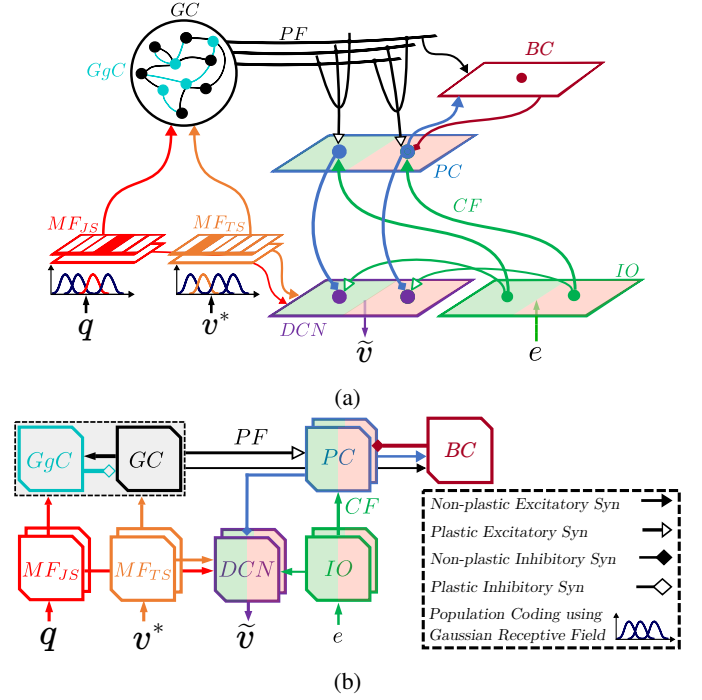 GC
PF
BC
GgC
PC
MF_JS
MF_TS
CF
IO
DCN
q
v*
ṽ
e
(a)
GgC
GC
PF
PC
BC
CF
MF_JS
MF_TS
DCN
IO
q
v*
ṽ
e
Non-plastic Excitatory Syn
Plastic Excitatory Syn
Non-plastic Inhibitory Syn
Plastic Inhibitory Syn
Population Coding using
Gaussian Receptive Field
(b)